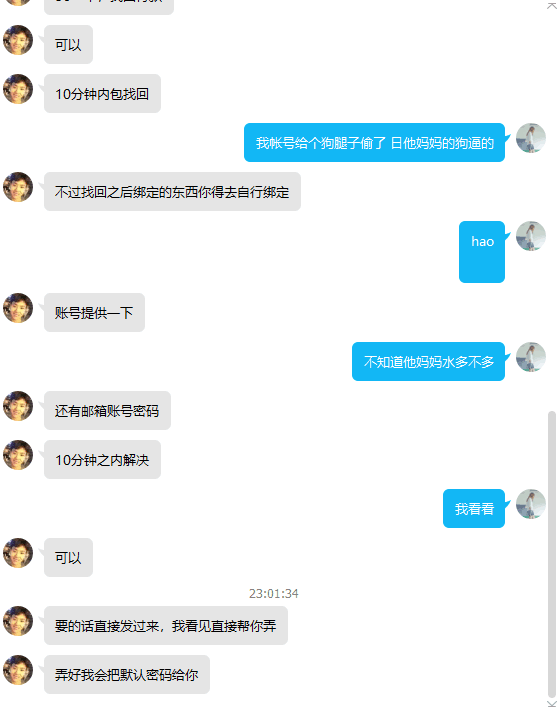 可以
10分钟内包找回
我帐号给个狗腿子偷了 日他妈妈的狗逼的
不过找回之后绑定的东西你得去自行绑定
hao
账号提供一下
不知道他妈妈水多不多
还有邮箱账号密码
10分钟之内解决
我看看
可以
23:01:34
要的话直接发过来，我看见直接帮你弄
弄好我会把默认密码给你